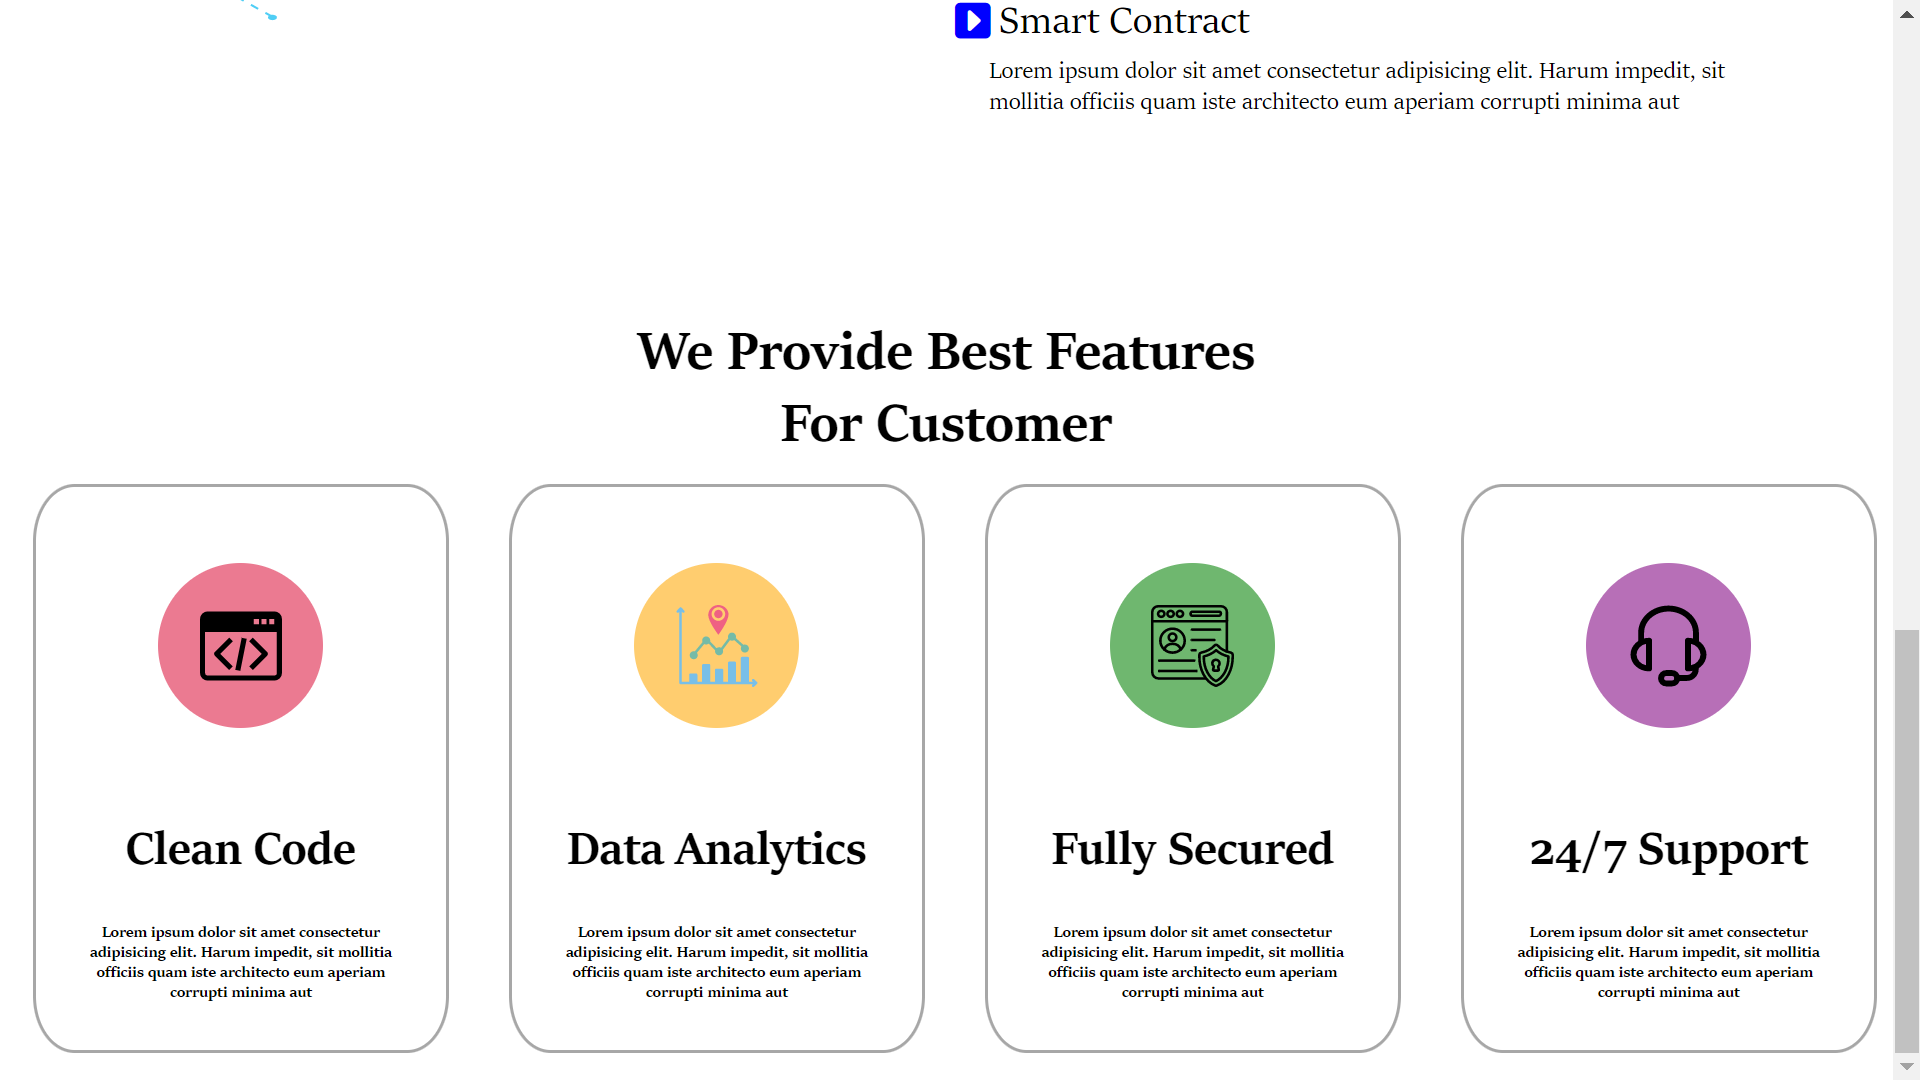 Smart Contract
Lorem ipsum dolor sit amet consectetur adipisicing elit. Harum impedit, sit
mollitia officiis quam iste architecto eum aperiam corrupti minima aut
We Provide Best Features
For Customer
Clean Code
Lorem ipsum dolor sit amet consectetur
adipisicing elit. Harum impedit, sit mollitia
officiis quam iste architecto eum aperiam
corrupti minima aut
Data Analytics
Lorem ipsum dolor sit amet consectetur
adipisicing elit. Harum impedit, sit mollitia
officiis quam iste architecto eum aperiam
corrupti minima aut
Fully Secured
Lorem ipsum dolor sit amet consectetur
adipisicing elit. Harum impedit, sit mollitia
officiis quam iste architecto eum aperiam
corrupti minima aut
24/7 Support
Lorem ipsum dolor sit amet consectetur
adipisicing elit. Harum impedit, sit mollitia
officiis quam iste architecto eum aperiam
corrupti minima aut